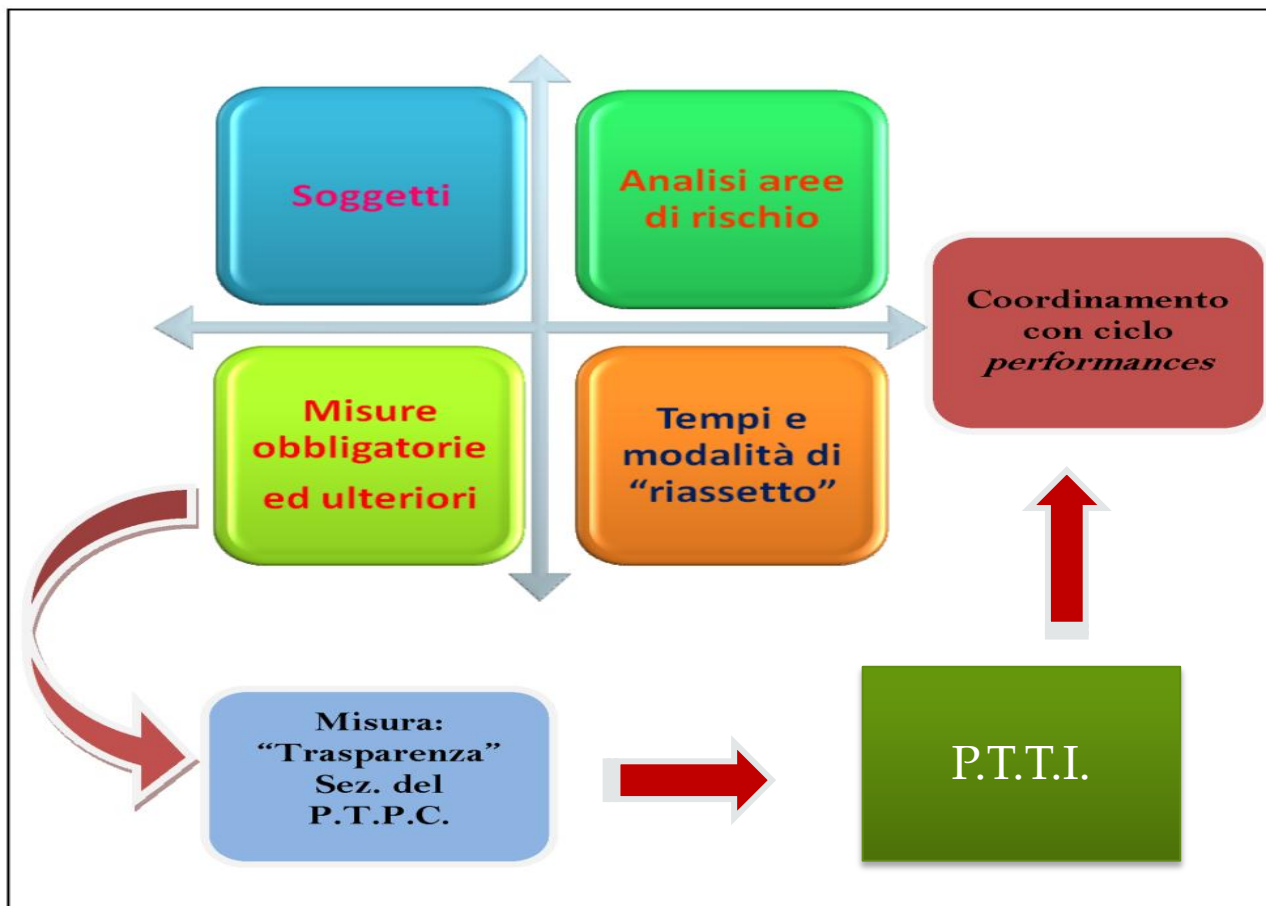 Soggetti
Analisi aree
di rischio
Coordinamento
con ciclo
performances
Misure
obbligatorie
ed ulteriori
Tempi e
modalità di
“riassetto”
Misura:
“Trasparenza”
Sez. del
P.T.P.C.
P.T.T.I.